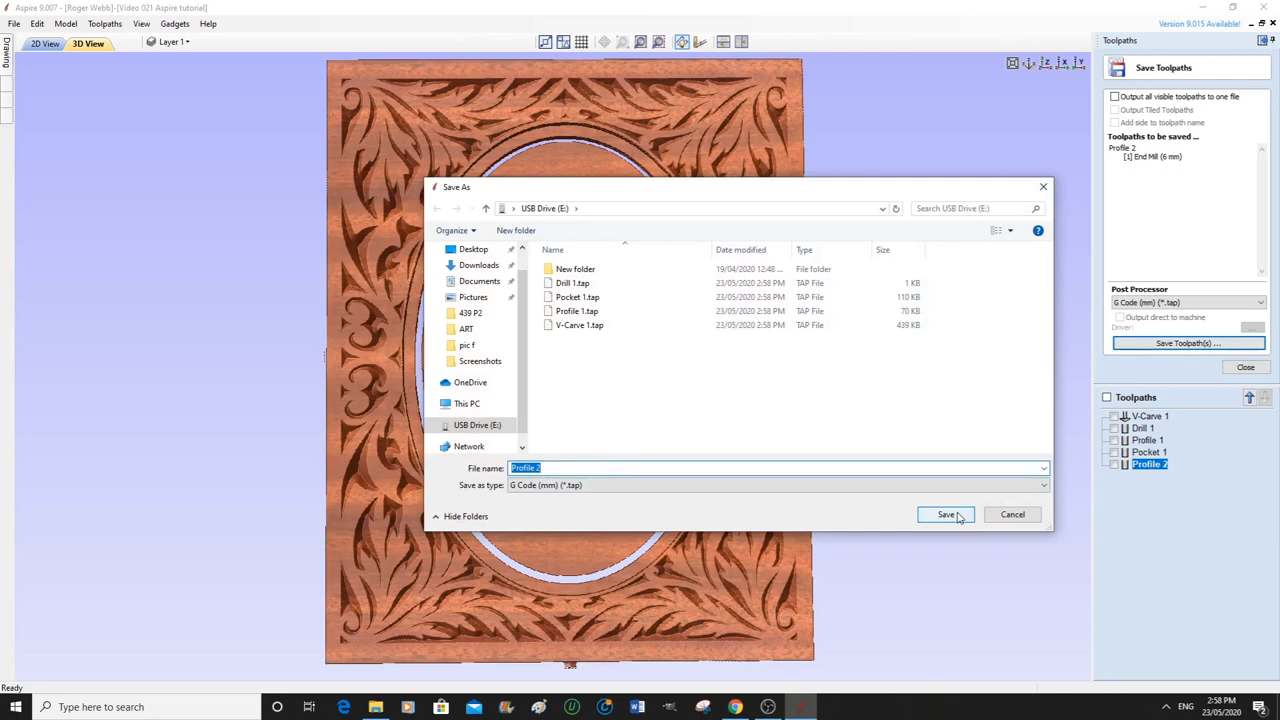 Aspire 9.007 - [Roger Webb]-[Video 021 Aspire tutorial]
File Edit Model Toolpaths View Gadgets Help
Version 9.015 Available!
2D View 3D View Layer 1
Drawing
Toolpaths
Save Toolpaths
Output all visible toolpaths to one file
Output Tiled Toolpaths
Add side to toolpath name
Toolpaths to be saved ...
Profile 2
[1] End Mill (6 mm)
Post Processor
G Code (mm) (*.tap)
Output direct to machine
Driver: ...
Save Toolpath(s) ...
Close
Toolpaths
V-Carve 1
Drill 1
Profile 1
Pocket 1
Profile 2
Save As
USB Drive (E:)
Search USB Drive (E:)
Organize New folder
Desktop
Downloads
Documents
Pictures
439 P2
ART
pic f
Screenshots
OneDrive
This PC
USB Drive (E:)
Network
Name Date modified Type Size
New folder 19/04/2020 12:48 ... File folder
Drill 1.tap 23/05/2020 2:58 PM TAP File 1 KB
Pocket 1.tap 23/05/2020 2:58 PM TAP File 110 KB
Profile 1.tap 23/05/2020 2:58 PM TAP File 70 KB
V-Carve 1.tap 23/05/2020 2:58 PM TAP File 439 KB
File name: Profile 2
Save as type: G Code (mm) (*.tap)
Hide Folders Save Cancel
Ready
Type here to search
ENG
2:58 PM
23/05/2020